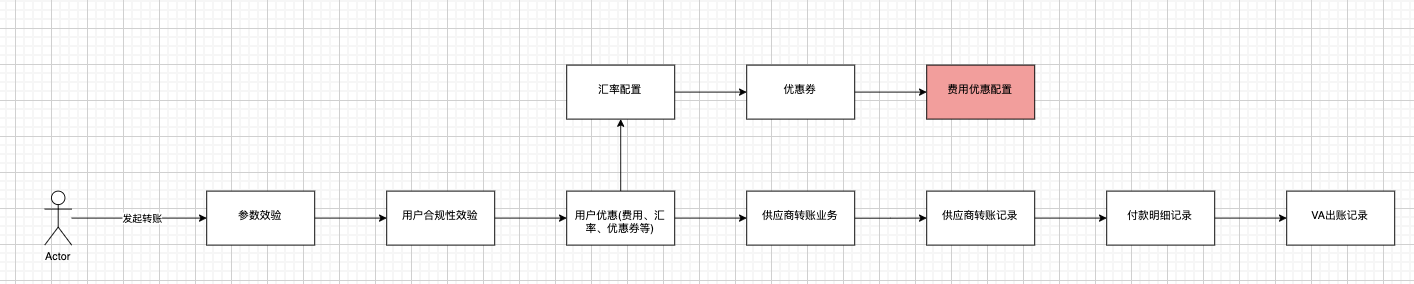 汇率配置
优惠券
费用优惠配置
发起转账
参数效验
用户合规性效验
用户优惠(费用、汇
率、优惠券等)
供应商转账业务
供应商转账记录
付款明细记录
VA出账记录
Actor